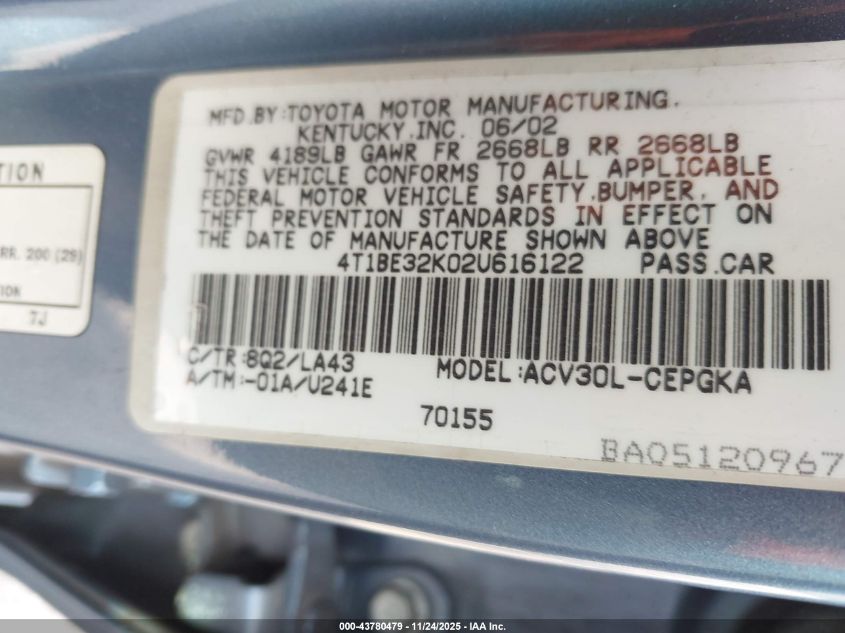 MFD.BY:TOYOTA MOTOR MANUFACTURING.
KENTUCKY.INC. 06/02
GVWR 4189LB GAWR FR 2668LB RR 2668LB
THIS VEHICLE CONFORMS TO ALL APPLICABLE
FEDERAL MOTOR VEHICLE SAFETY.BUMPER. AND
THEFT PREVENTION STANDARDS IN EFFECT ON
THE DATE OF MANUFACTURE SHOWN ABOVE
4T1BE32K02U616122 PASS.CAR
C/TR:8Q2/LA43
A/TM:-01A/U241E
MODEL:ACV30L-CEPGKA
70155
BA05120967
TION
RR. 200 (29)
ION
7J
000-43780479 - 11/24/2025 - IAA Inc.